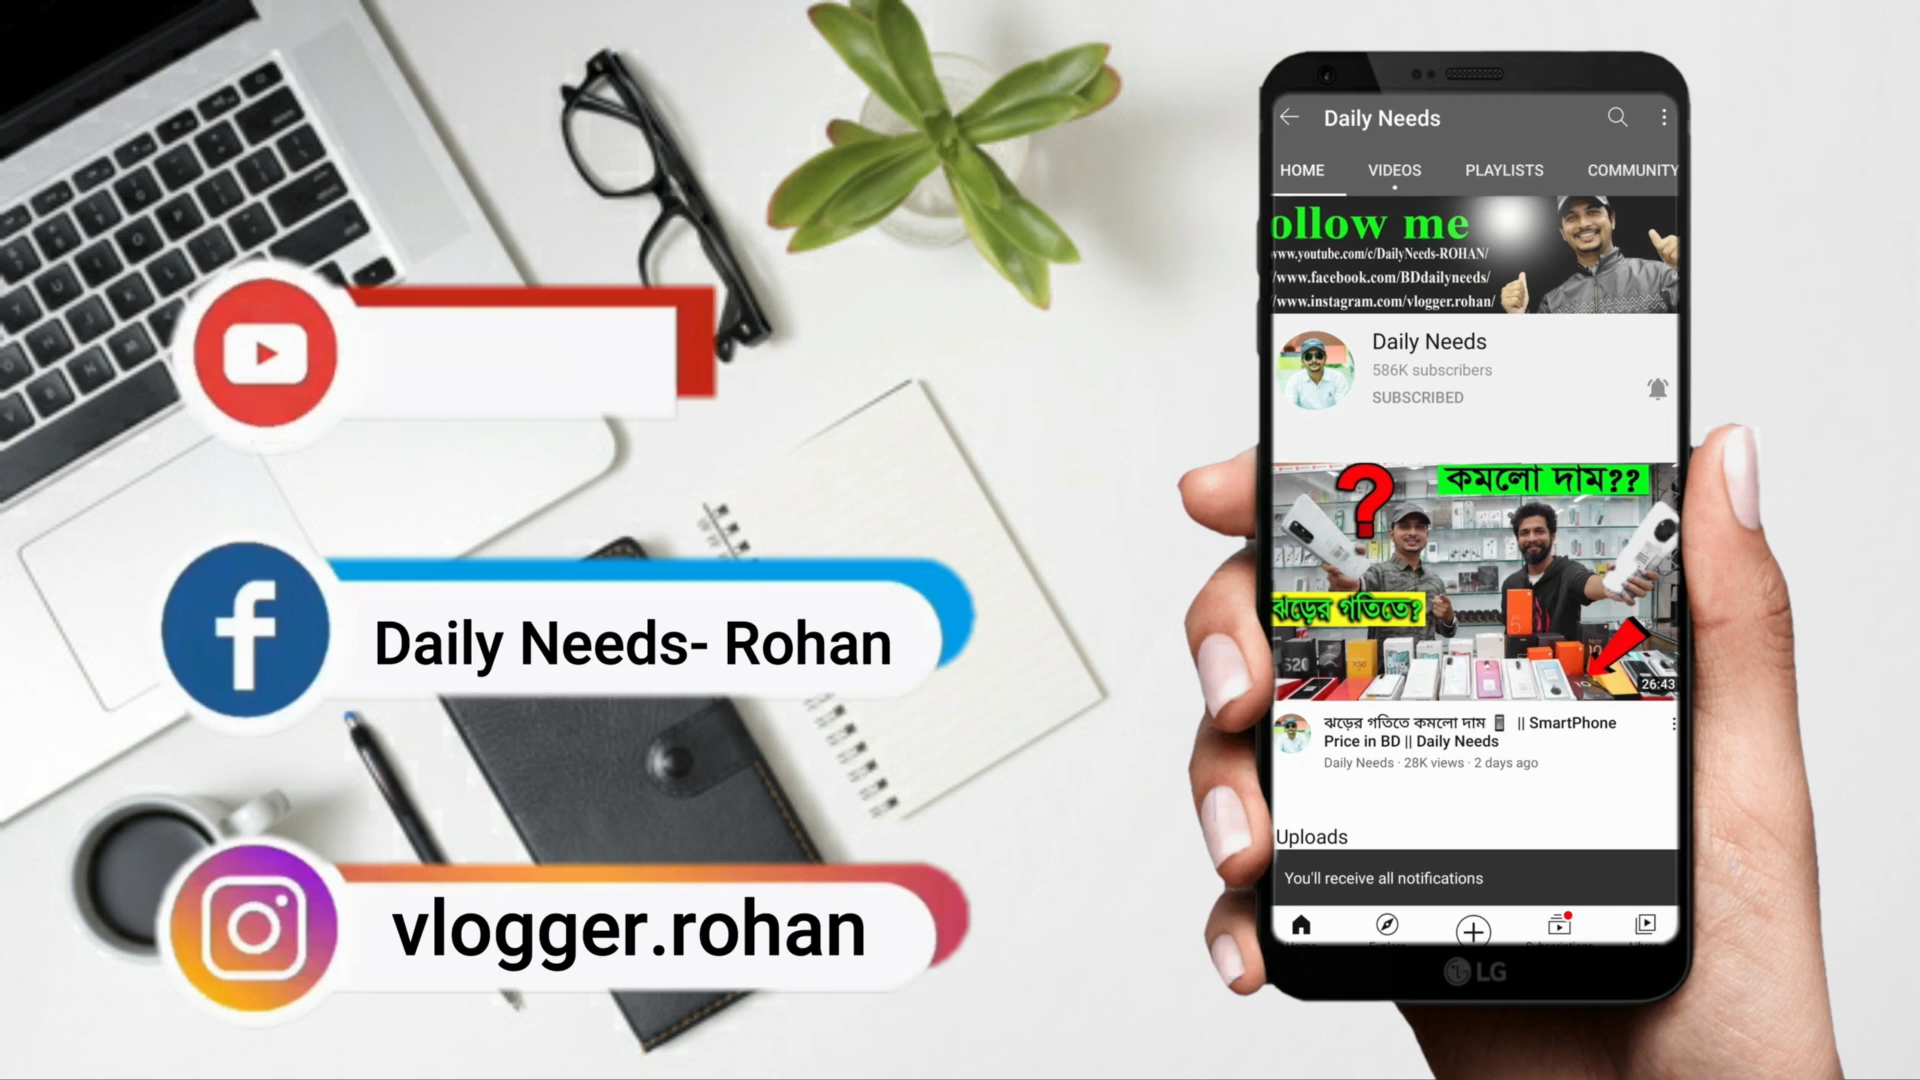 Daily Needs- Rohan
vlogger.rohan
Daily Needs
HOME VIDEOS PLAYLISTS COMMUNITY
ollow me
www.youtube.com/c/DailyNeeds-ROHAN/
/www.facebook.com/BDdailyneeds/
/www.instagram.com/vlogger.rohan/
Daily Needs
586K subscribers
SUBSCRIBED
?
কমলো দাম??
ঝড়ের গতিতে?
26:43
ঝড়ের গতিতে কমলো দাম 📱 || SmartPhone
Price in BD || Daily Needs
Daily Needs · 28K views · 2 days ago
Uploads
You'll receive all notifications
LG